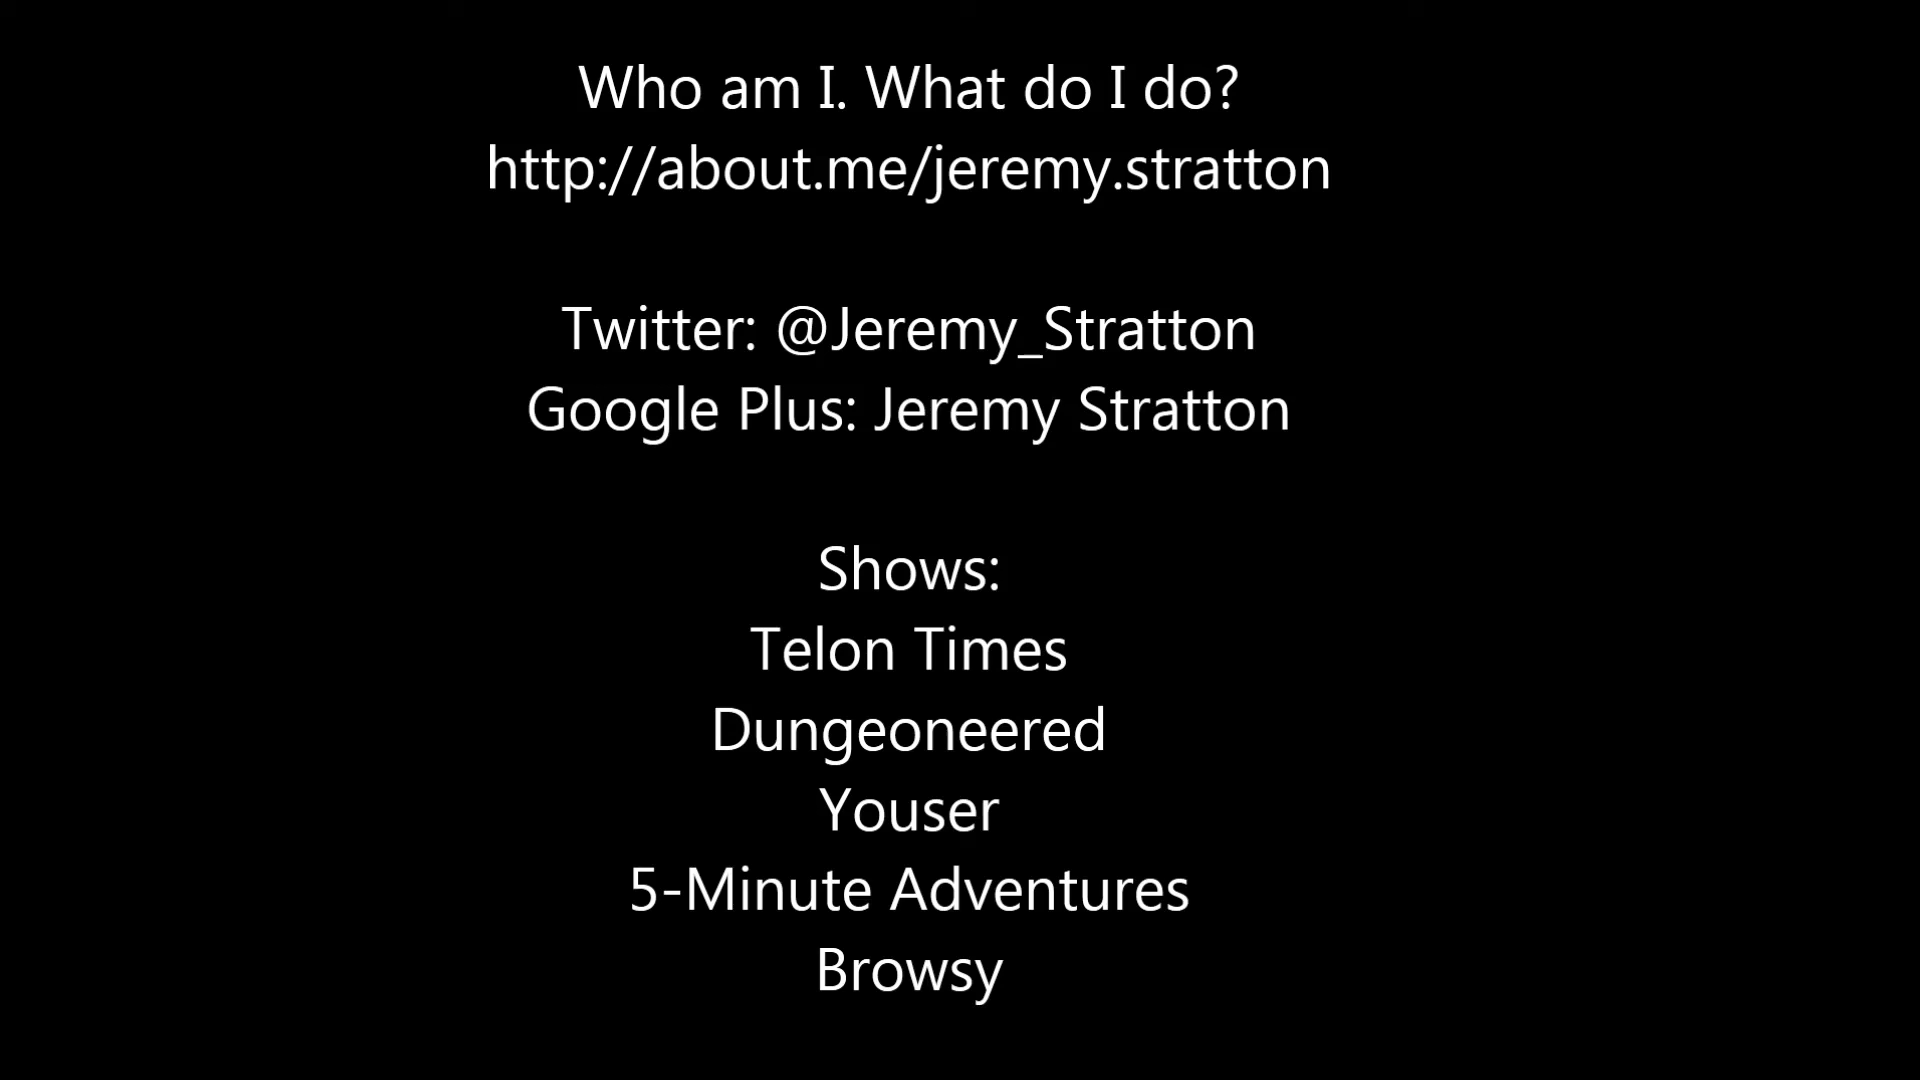 Who am I. What do I do?
http://about.me/jeremy.stratton
Twitter: @Jeremy_Stratton
Google Plus: Jeremy Stratton
Shows:
Telon Times
Dungeoneered
Youser
5-Minute Adventures
Browsy